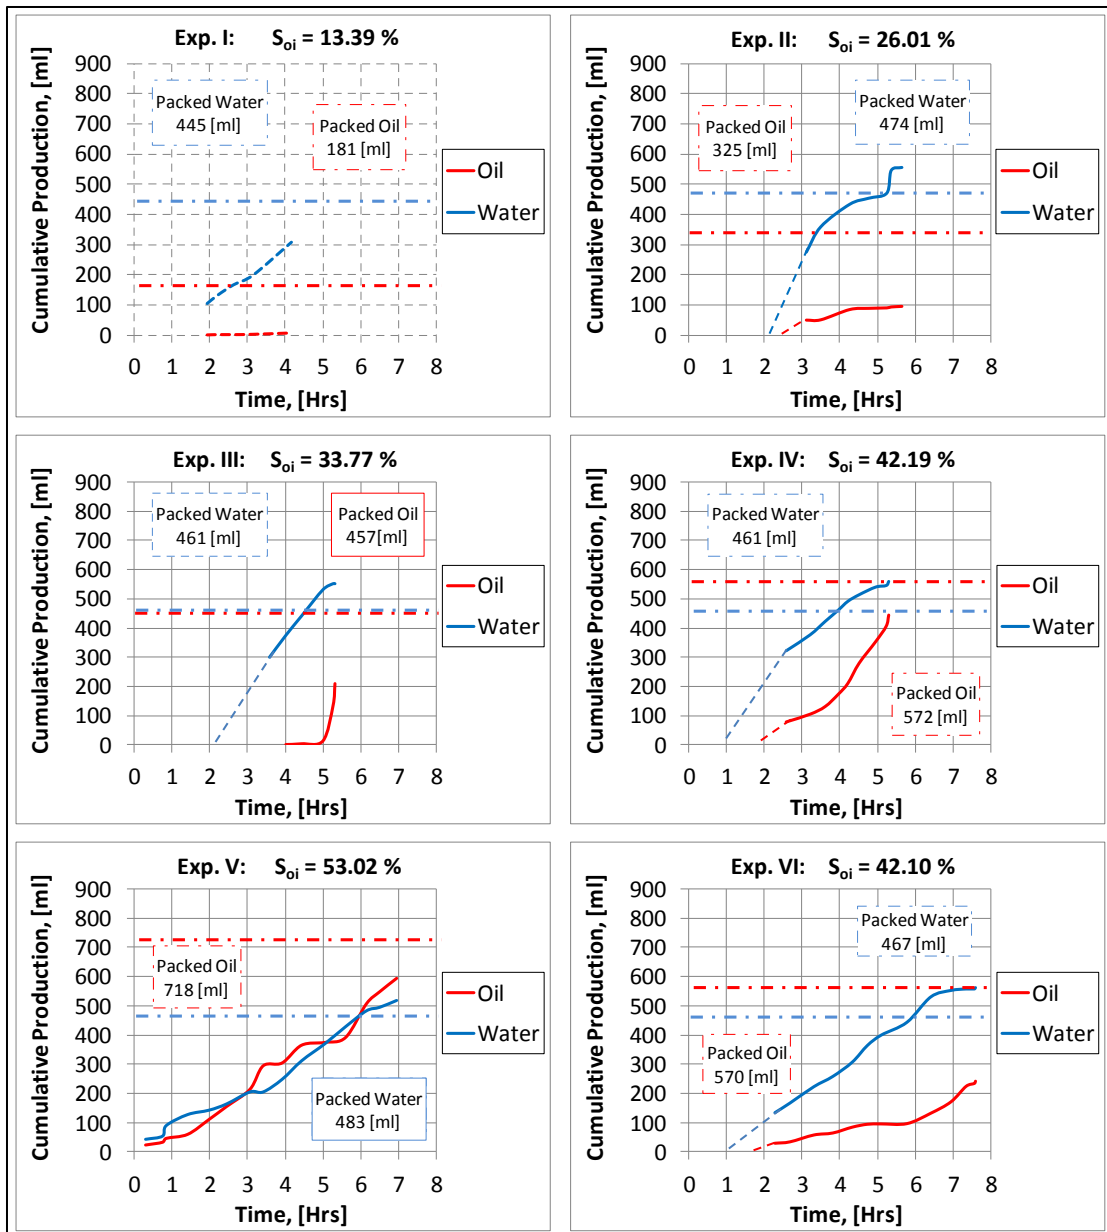 Exp. I: Soi = 13.39 %
Cumulative Production, [ml]
900
800
700
600
500
400
300
200
100
0
Packed Water
445 [ml]
Packed Oil
181 [ml]
Oil
Water
0 1 2 3 4 5 6 7 8
Time, [Hrs]
Exp. II: Soi = 26.01 %
Cumulative Production, [ml]
900
800
700
600
500
400
300
200
100
0
Packed Oil
325 [ml]
Packed Water
474 [ml]
Oil
Water
0 1 2 3 4 5 6 7 8
Time, [Hrs]
Exp. III: Soi = 33.77 %
Cumulative Production, [ml]
900
800
700
600
500
400
300
200
100
0
Packed Water
461 [ml]
Packed Oil
457[ml]
Oil
Water
0 1 2 3 4 5 6 7 8
Time, [Hrs]
Exp. IV: Soi = 42.19%
Cumulative Production, [ml]
900
800
700
600
500
400
300
200
100
0
Packed Water
461 [ml]
Packed Oil
572 [ml]
Oil
Water
0 1 2 3 4 5 6 7 8
Time, [Hrs]
Exp. V: Soi = 53.02 %
Cumulative Production, [ml]
900
800
700
600
500
400
300
200
100
0
Packed Oil
718 [ml]
Packed Water
483 [ml]
Oil
Water
0 1 2 3 4 5 6 7 8
Time, [Hrs]
Exp. VI: Soi = 42.10 %
Cumulative Production, [ml]
900
800
700
600
500
400
300
200
100
0
Packed Water
467 [ml]
Packed Oil
570 [ml]
Oil
Water
0 1 2 3 4 5 6 7 8
Time, [Hrs]